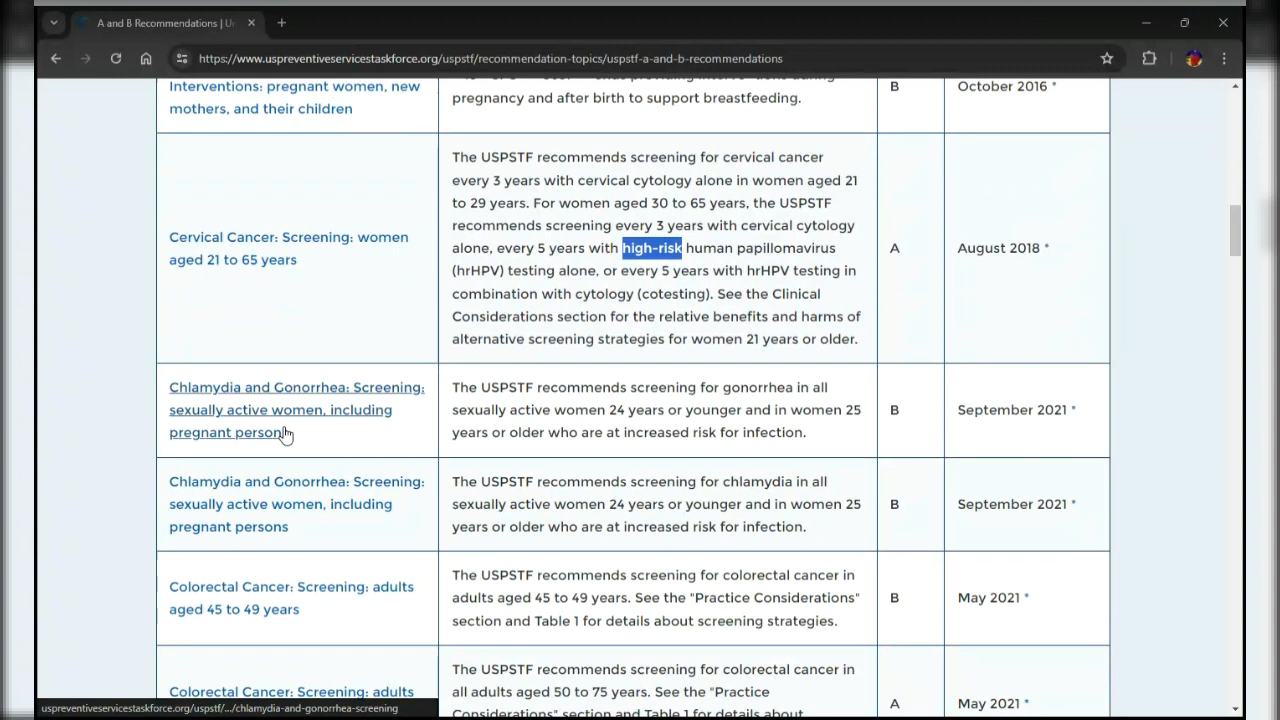 A and B Recommendations | Un
https://www.uspreventiveservicestaskforce.org/uspstf/recommendation-topics/uspstf-a-and-b-recommendations
Interventions: pregnant women, new
mothers, and their children
pregnancy and after birth to support breastfeeding.
B
October 2016 *
Cervical Cancer: Screening: women
aged 21 to 65 years
The USPSTF recommends screening for cervical cancer
every 3 years with cervical cytology alone in women aged 21
to 29 years. For women aged 30 to 65 years, the USPSTF
recommends screening every 3 years with cervical cytology
alone, every 5 years with high-risk human papillomavirus
(hrHPV) testing alone, or every 5 years with hrHPV testing in
combination with cytology (cotesting). See the Clinical
Considerations section for the relative benefits and harms of
alternative screening strategies for women 21 years or older.
A
August 2018 *
Chlamydia and Gonorrhea: Screening:
sexually active women, including
pregnant persons
The USPSTF recommends screening for gonorrhea in all
sexually active women 24 years or younger and in women 25
years or older who are at increased risk for infection.
B
September 2021 *
Chlamydia and Gonorrhea: Screening:
sexually active women, including
pregnant persons
The USPSTF recommends screening for chlamydia in all
sexually active women 24 years or younger and in women 25
years or older who are at increased risk for infection.
B
September 2021 *
Colorectal Cancer: Screening: adults
aged 45 to 49 years
The USPSTF recommends screening for colorectal cancer in
adults aged 45 to 49 years. See the "Practice Considerations"
section and Table 1 for details about screening strategies.
B
May 2021 *
Colorectal Cancer: Screening: adults
The USPSTF recommends screening for colorectal cancer in
all adults aged 50 to 75 years. See the "Practice
Considerations" section and Table 1 for details about
A
May 2021 *
uspreventiveservicestaskforce.org/uspstf/.../chlamydia-and-gonorrhea-screening